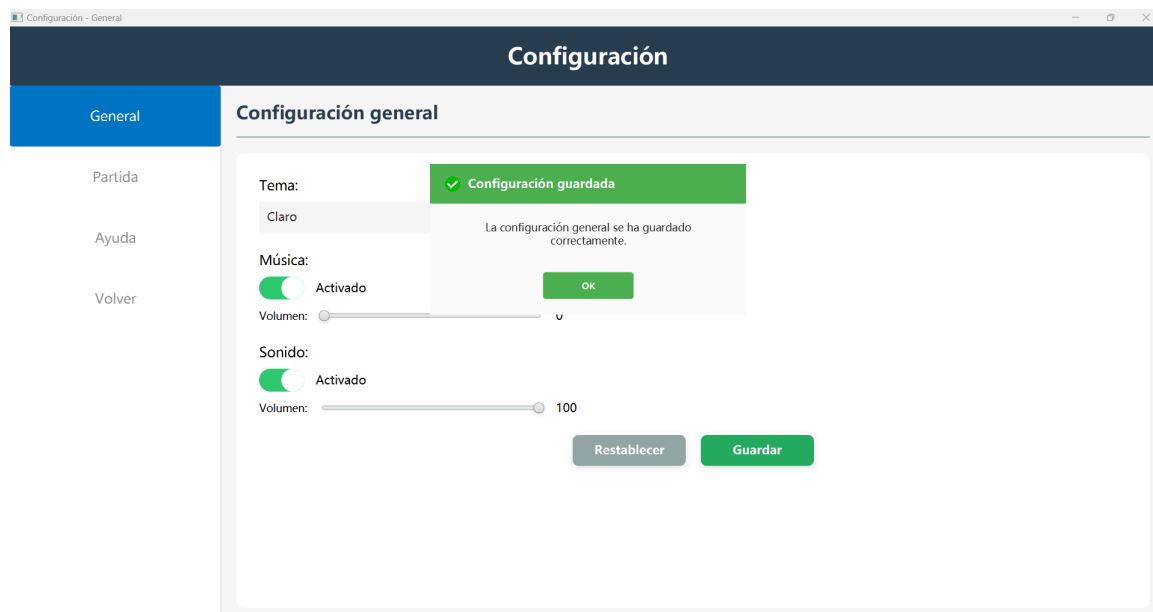 Configuración - General
Configuración
General
Partida
Ayuda
Volver
Configuración general
Tema:
Claro
Configuración guardada
La configuración general se ha guardado
correctamente.
OK
Música:
Activado
Volumen: 0
Sonido:
Activado
Volumen: 100
Restablecer Guardar